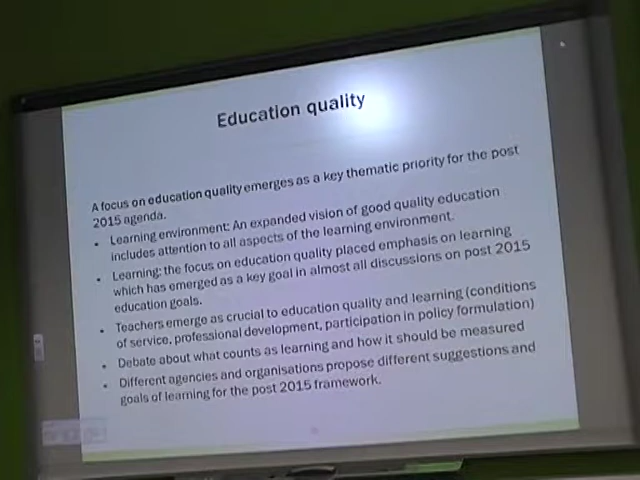 Education quality
A focus on education quality emerges as a key thematic priority for the post
2015 agenda.
• Learning environment: An expanded vision of good quality education
includes attention to all aspects of the learning environment.
• Learning: the focus on education quality placed emphasis on learning
which has emerged as a key goal in almost all discussions on post 2015
education goals.
• Teachers emerge as crucial to education quality and learning (conditions
of service, professional development, participation in policy formulation)
• Debate about what counts as learning and how it should be measured
• Different agencies and organisations propose different suggestions and
goals of learning for the post 2015 framework.